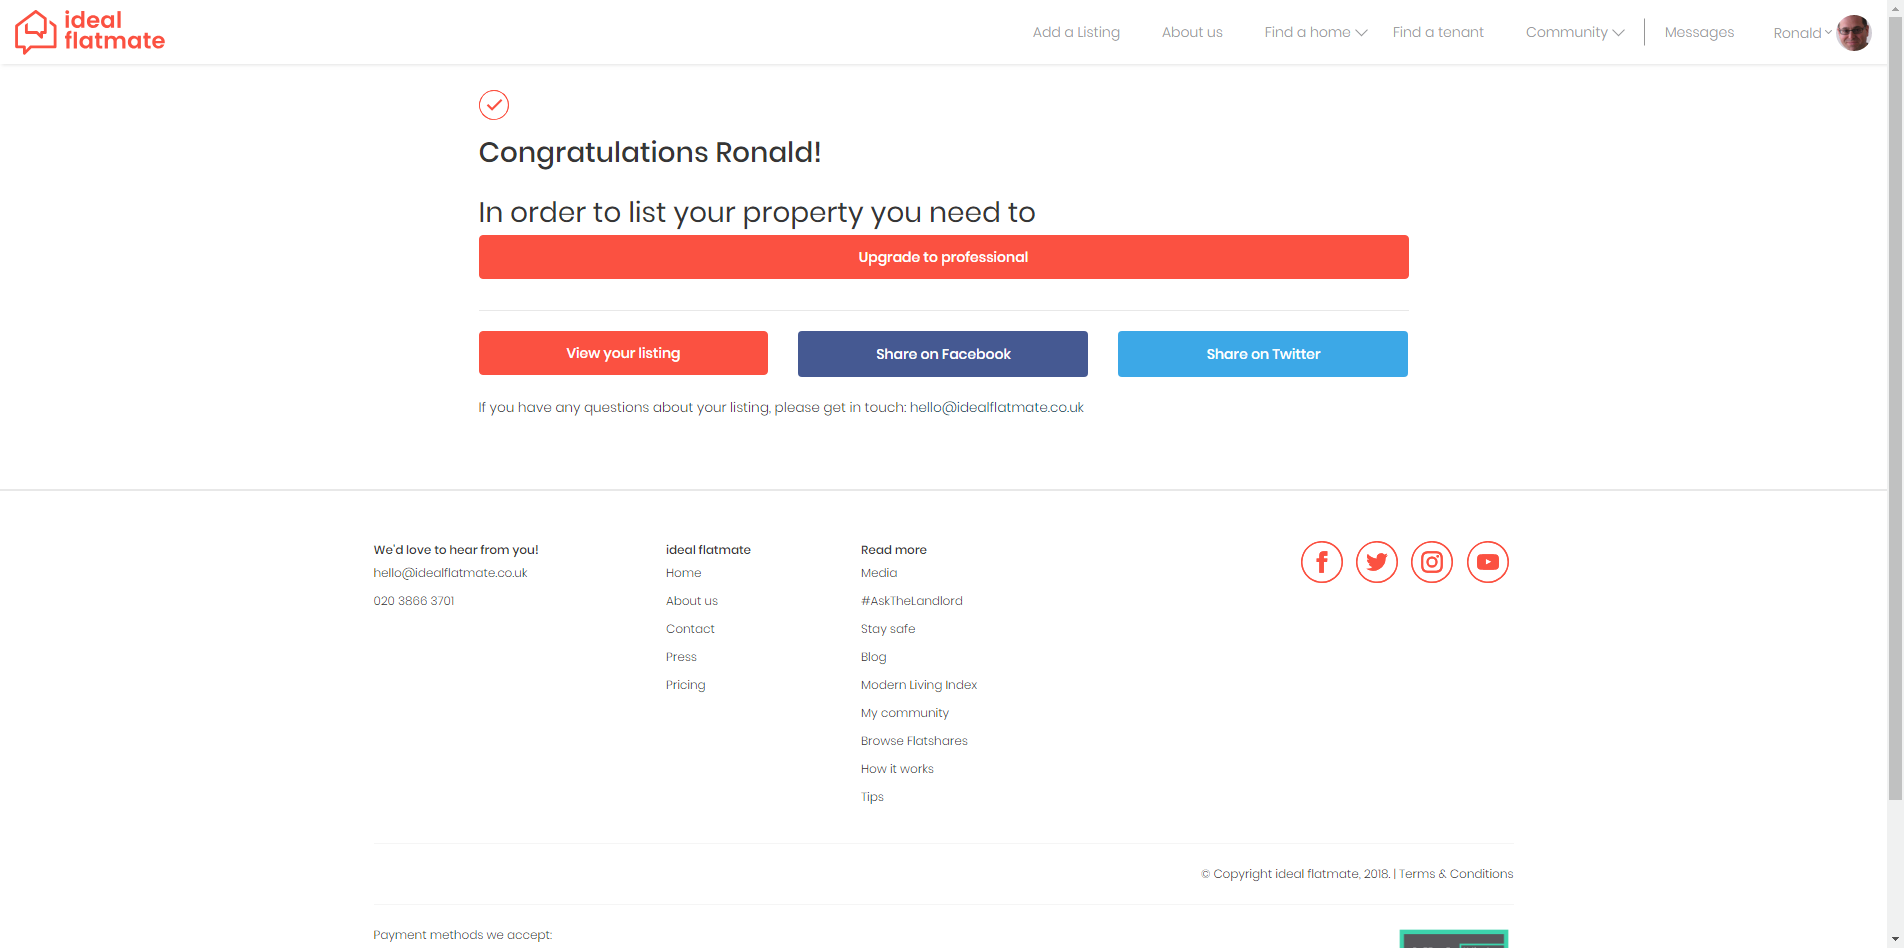 ideal
flatmate
Add a Listing
About us
Find a home
Find a tenant
Community
Messages
Ronald
Congratulations Ronald!
In order to list your property you need to
Upgrade to professional
View your listing
Share on Facebook
Share on Twitter
If you have any questions about your listing, please get in touch: hello@idealflatmate.co.uk
We'd love to hear from you!
hello@idealflatmate.co.uk
020 3866 3701
ideal flatmate
Home
About us
Contact
Press
Pricing
Read more
Media
#AskTheLandlord
Stay safe
Blog
Modern Living Index
My community
Browse Flatshares
How it works
Tips
© Copyright ideal flatmate, 2018. | Terms & Conditions
Payment methods we accept: